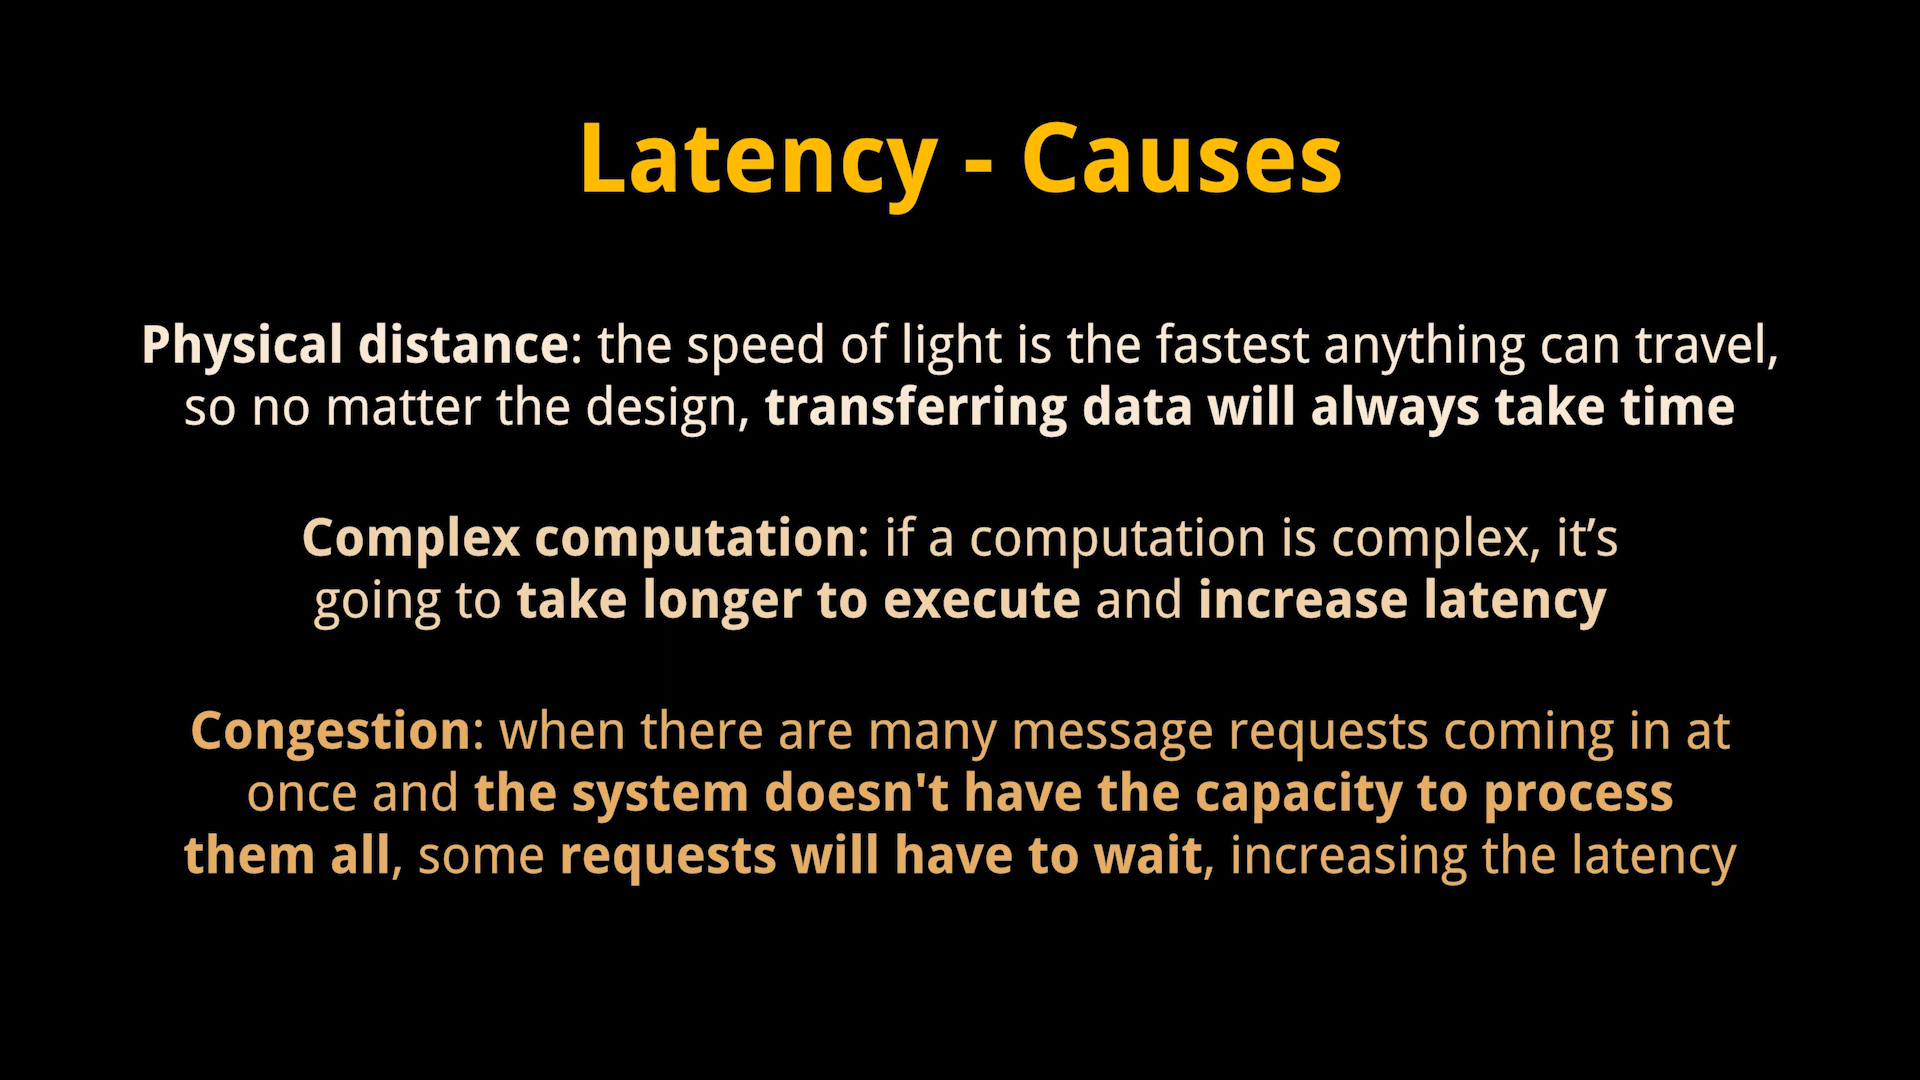 Latency - Causes
Physical distance: the speed of light is the fastest anything can travel,
so no matter the design, transferring data will always take time
Complex computation: if a computation is complex, it’s
going to take longer to execute and increase latency
Congestion: when there are many message requests coming in at
once and the system doesn't have the capacity to process
them all, some requests will have to wait, increasing the latency